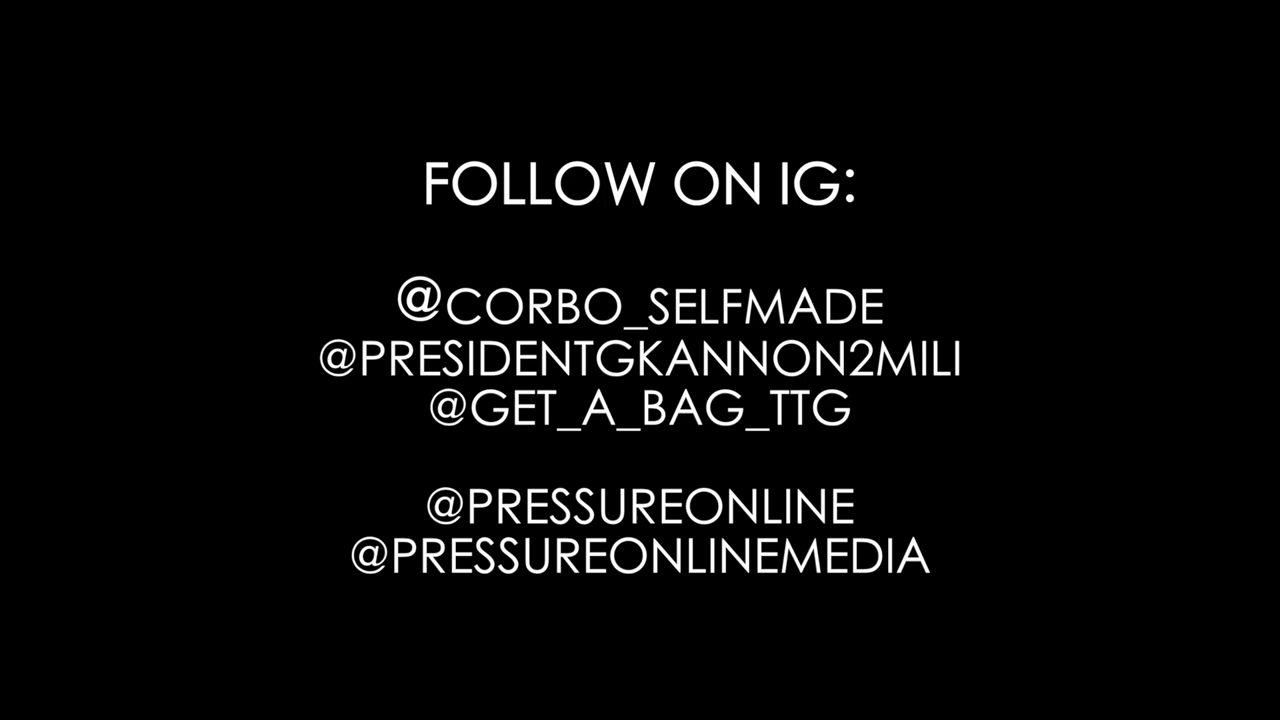 FOLLOW ON IG:
@CORBO_SELFMADE
@PRESIDENTGKANNON2MILI
@GET_A_BAG_TTG
@PRESSUREONLINE
@PRESSUREONLINEMEDIA